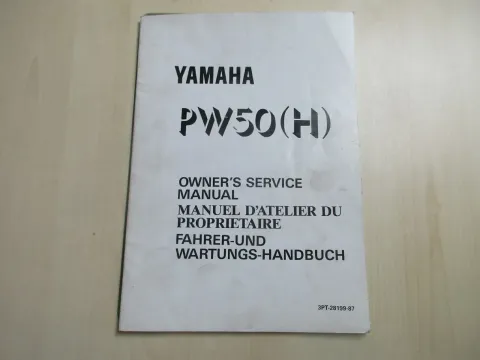 YAMAHA
PW50(H)
OWNER'S SERVICE
MANUAL
MANUEL D'ATELIER DU
PROPRIETAIRE
FAHRER-UND
WARTUNGS-HANDBUCH
3PT-28199-87